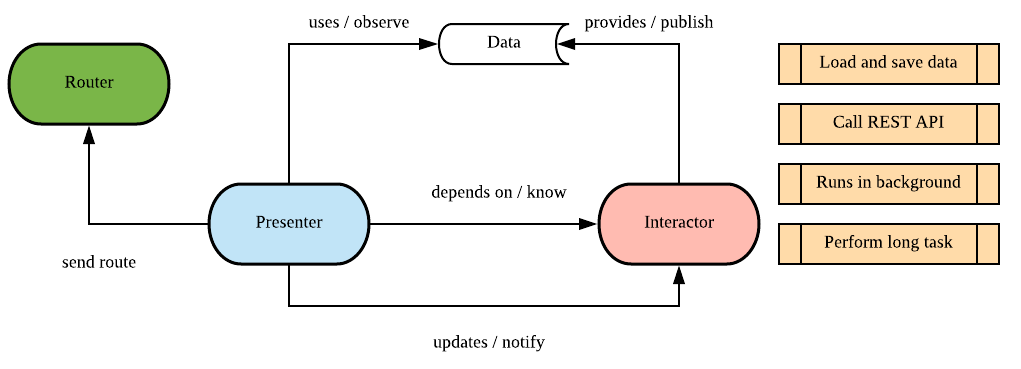 uses / observe
provides / publish
Data
Router
Load and save data
Call REST API
Runs in background
depends on / know
Presenter
Interactor
Perform long task
send route
updates / notify